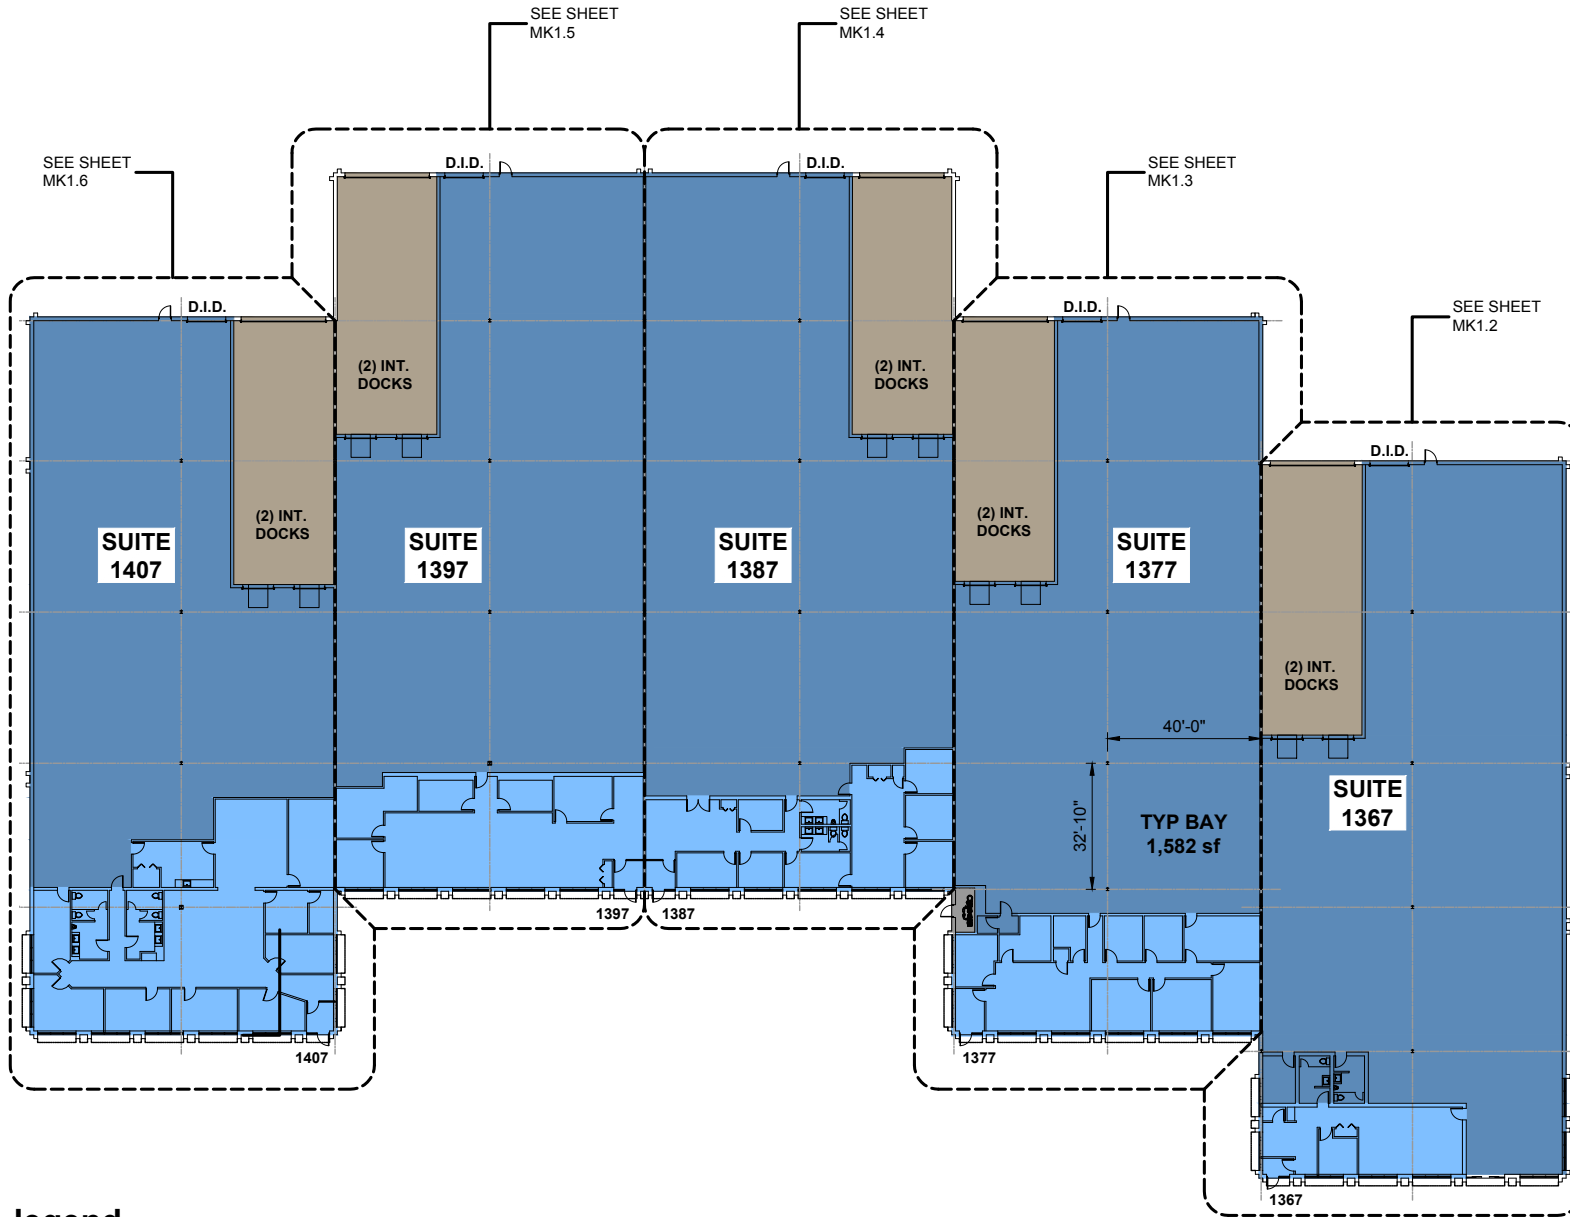 SEE SHEET
MK1.5
SEE SHEET
MK1.4
SEE SHEET
MK1.6
SEE SHEET
MK1.3
SEE SHEET
MK1.2
D.I.D.
D.I.D.
D.I.D.
D.I.D.
D.I.D.
(2) INT.
DOCKS
(2) INT.
DOCKS
(2) INT.
DOCKS
(2) INT.
DOCKS
(2) INT.
DOCKS
SUITE
1407
SUITE
1397
SUITE
1387
SUITE
1377
SUITE
1367
40'-0"
32'-10"
TYP BAY
1,582 sf
1397
1387
1407
1377
1367
legend